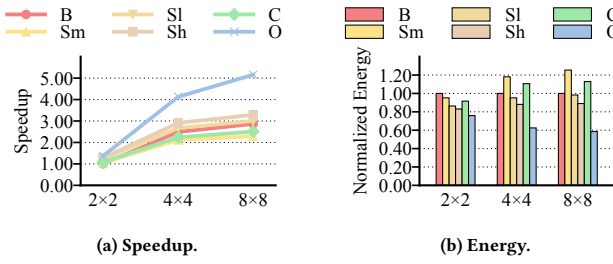 B Sl C
Sm Sh O
Speedup
5.00
4.00
3.00
2.00
1.00
0.00
2×2 4×4 8×8
(a) Speedup.
B Sl C
Sm Sh O
Normalized Energy
1.20
1.00
0.80
0.60
0.40
0.20
0.00
2×2 4×4 8×8
(b) Energy.